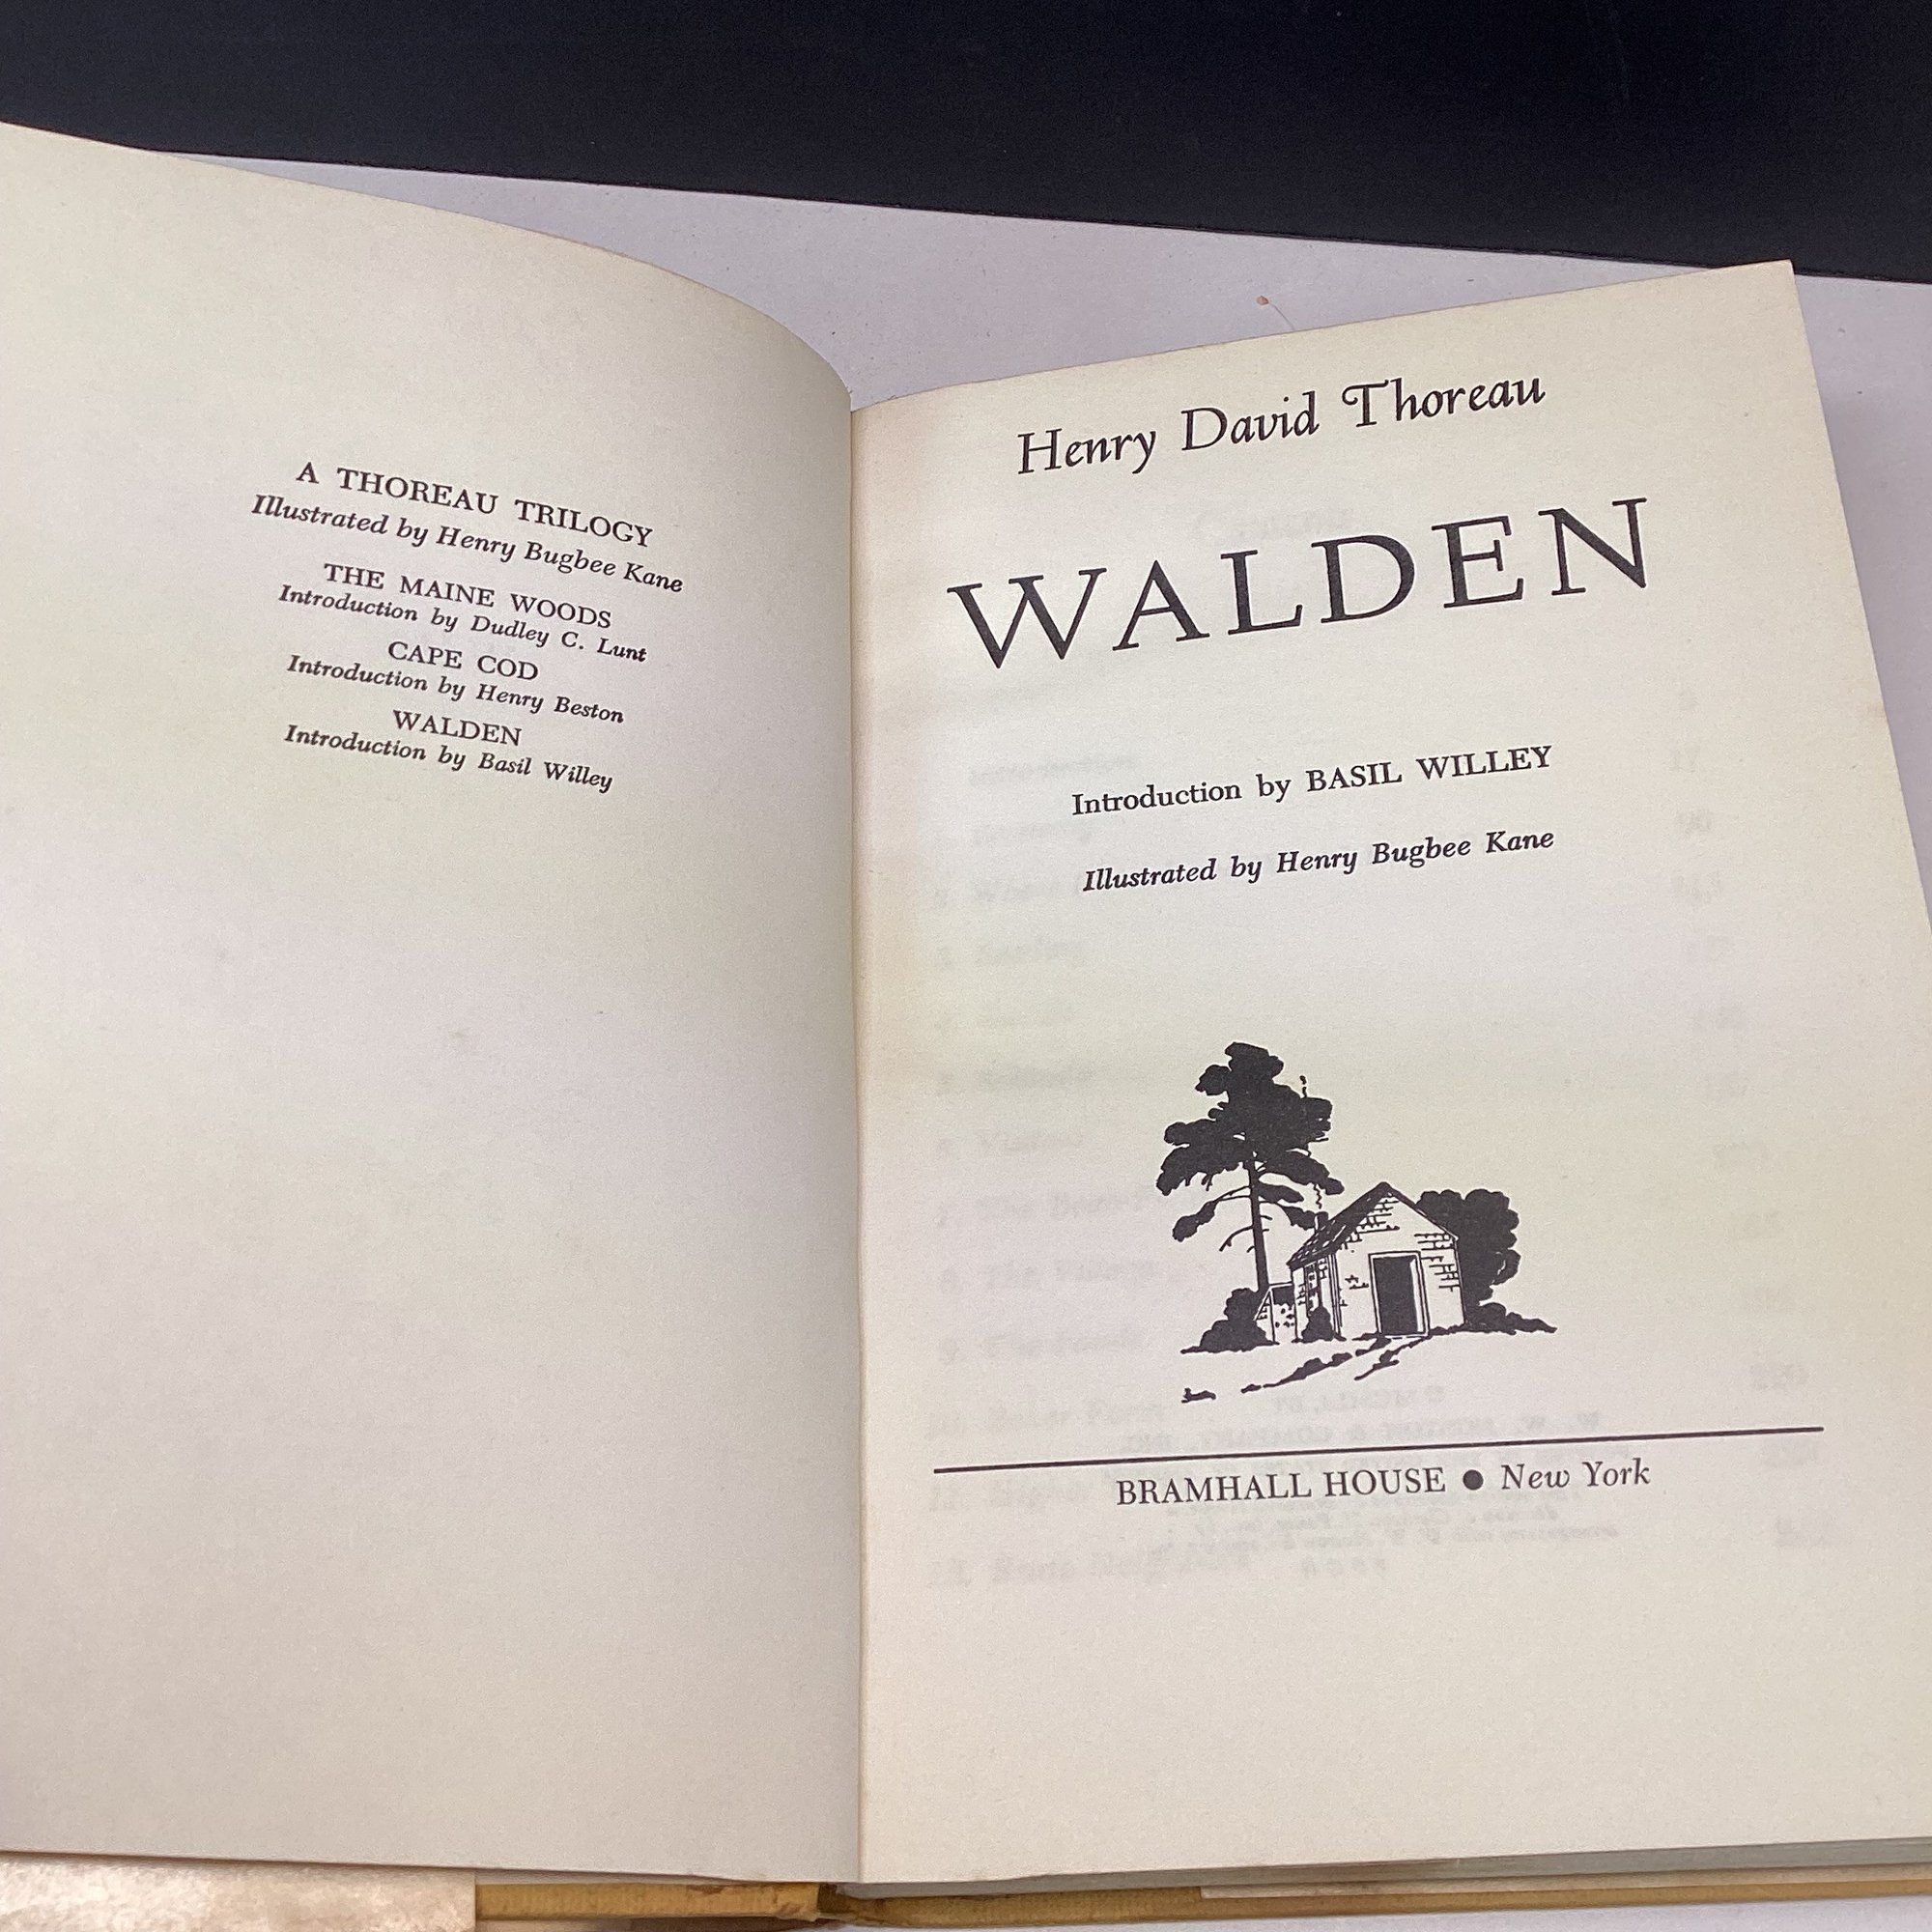 A THOREAU TRILOGY
Illustrated by Henry Bugbee Kane
THE MAINE WOODS
Introduction by Dudley C. Lunt
CAPE COD
Introduction by Henry Beston
WALDEN
Introduction by Basil Willey
Henry David Thoreau
WALDEN
Introduction by BASIL WILLEY
Illustrated by Henry Bugbee Kane
BRAMHALL HOUSE ● New York